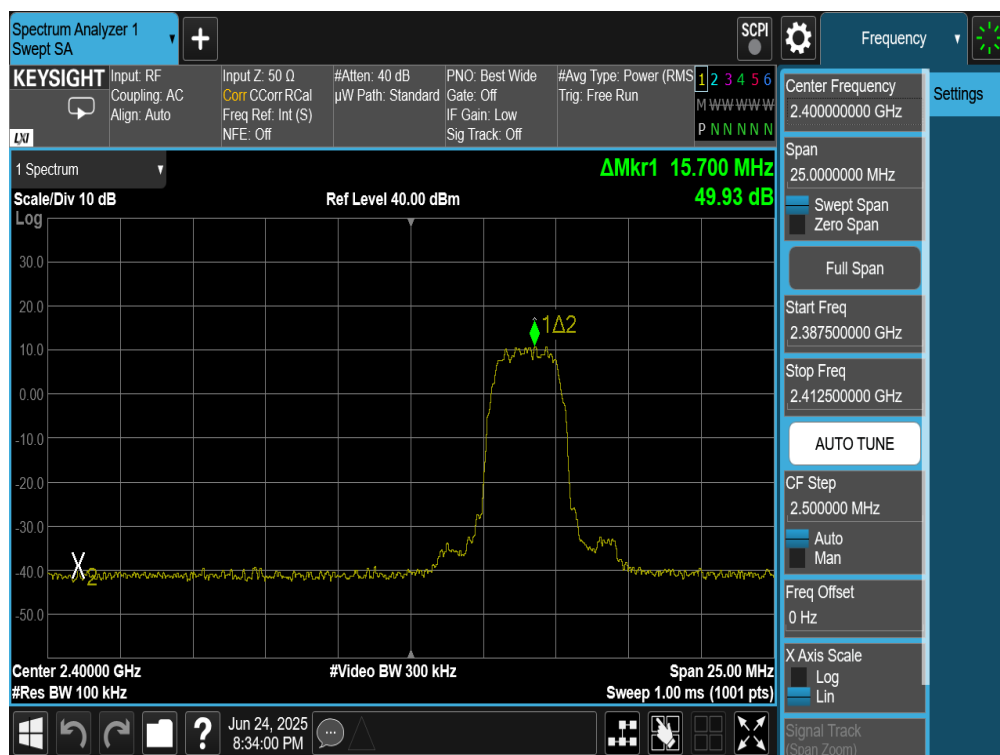 Spectrum Analyzer 1
Swept SA
+
SCPI
Frequency
KEYSIGHT
LXI
Input: RF
Coupling: AC
Align: Auto
Input Z: 50 Ω
Corr CCorr RCal
Freq Ref: Int (S)
NFE: Off
#Atten: 40 dB
µW Path: Standard
PNO: Best Wide
Gate: Off
IF Gain: Low
Sig Track: Off
#Avg Type: Power (RMS
Trig: Free Run
1 2 3 4 5 6
M W W W W W
P N N N N N
1 Spectrum
ΔMkr1 15.700 MHz
49.93 dB
Scale/Div 10 dB
Ref Level 40.00 dBm
Log
30.0
20.0
10.0
0.00
-10.0
-20.0
-30.0
-40.0
-50.0
1Δ2
X
2
Center 2.40000 GHz
#Video BW 300 kHz
Span 25.00 MHz
#Res BW 100 kHz
Sweep 1.00 ms (1001 pts)
?
Jun 24, 2025
8:34:00 PM
Center Frequency
2.400000000 GHz
Settings
Span
25.0000000 MHz
Swept Span
Zero Span
Full Span
Start Freq
2.387500000 GHz
Stop Freq
2.412500000 GHz
AUTO TUNE
CF Step
2.500000 MHz
Auto
Man
Freq Offset
0 Hz
X Axis Scale
Log
Lin
Signal Track
(Span Zoom)